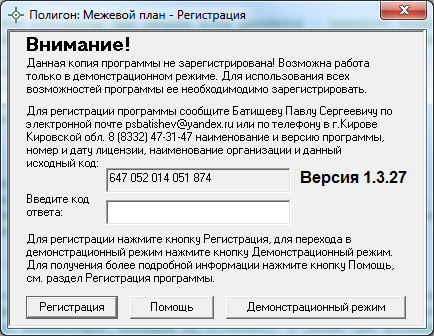 Полигон: Межевой план - Регистрация
Внимание!
Данная копия программы не зарегистрирована! Возможна работа
только в демонстрационном режиме. Для использования всех
возможностей программы ее необходимодимо зарегистрировать.
Для регистрации программы сообщите Батищеву Павлу Сергеевичу по
электронной почте psbatishev@yandex.ru или по телефону в г.Кирове
Кировской обл. 8 (8332) 47-31-47 наименование и версию программы,
номер и дату лицензии, наименование организации и данный
исходный код:
647 052 014 051 874
Версия 1.3.27
Введите код
ответа:
Для регистрации нажмите кнопку Регистрация, для перехода в
демонстрационный режим нажмите кнопку Демонстрационный режим.
Для получения более подробной информации нажмите кнопку Помощь,
см. раздел Регистрация программы.
Регистрация
Помощь
Демонстрационный режим